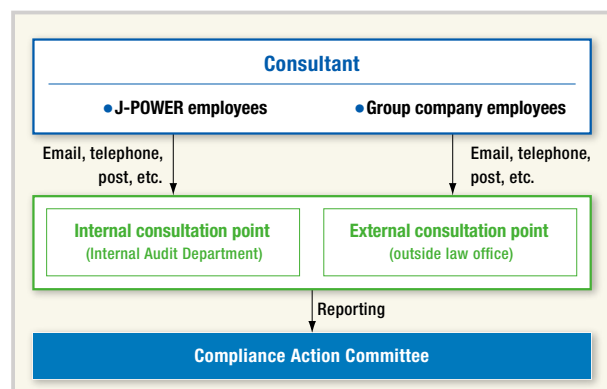 Consultant
●J-POWER employees
●Group company employees
Email, telephone,
post, etc.
Email, telephone,
post, etc.
Internal consultation point
(Internal Audit Department)
External consultation point
(outside law office)
Reporting
Compliance Action Committee